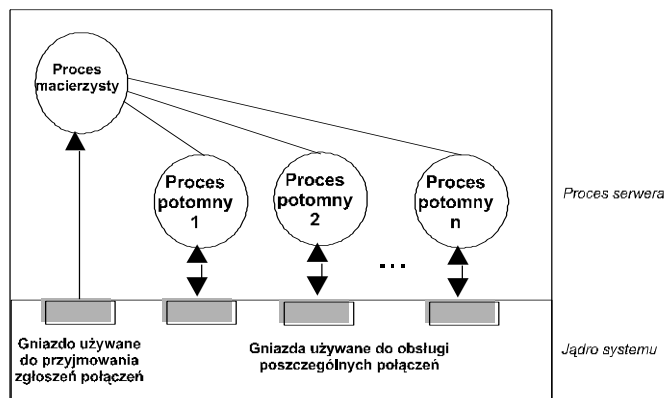 Proces
macierzysty
Proces
potomny
1
Proces
potomny
2
Proces
potomny
n
Proces serwera
...
Gniazdo używane
do przyjmowania
zgłoszeń połączeń
Gniazda używane do obsługi
poszczególnych połączeń
Jądro systemu